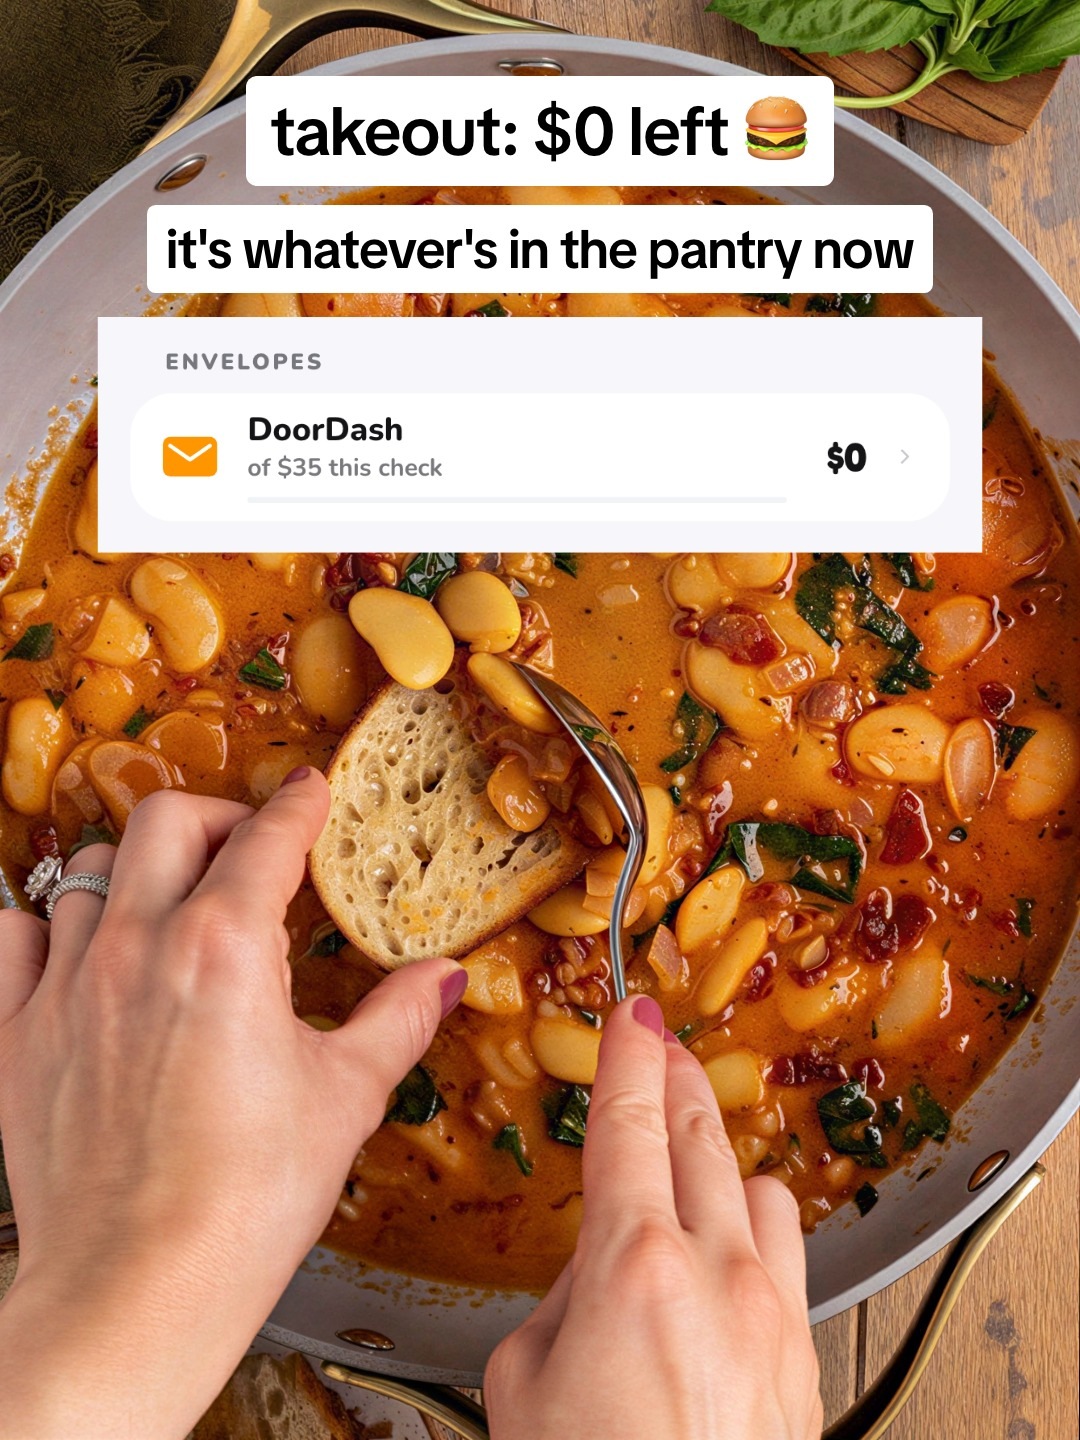 takeout: $0 left 🍔
it's whatever's in the pantry now
ENVELOPES
DoorDash
of $35 this check
$0